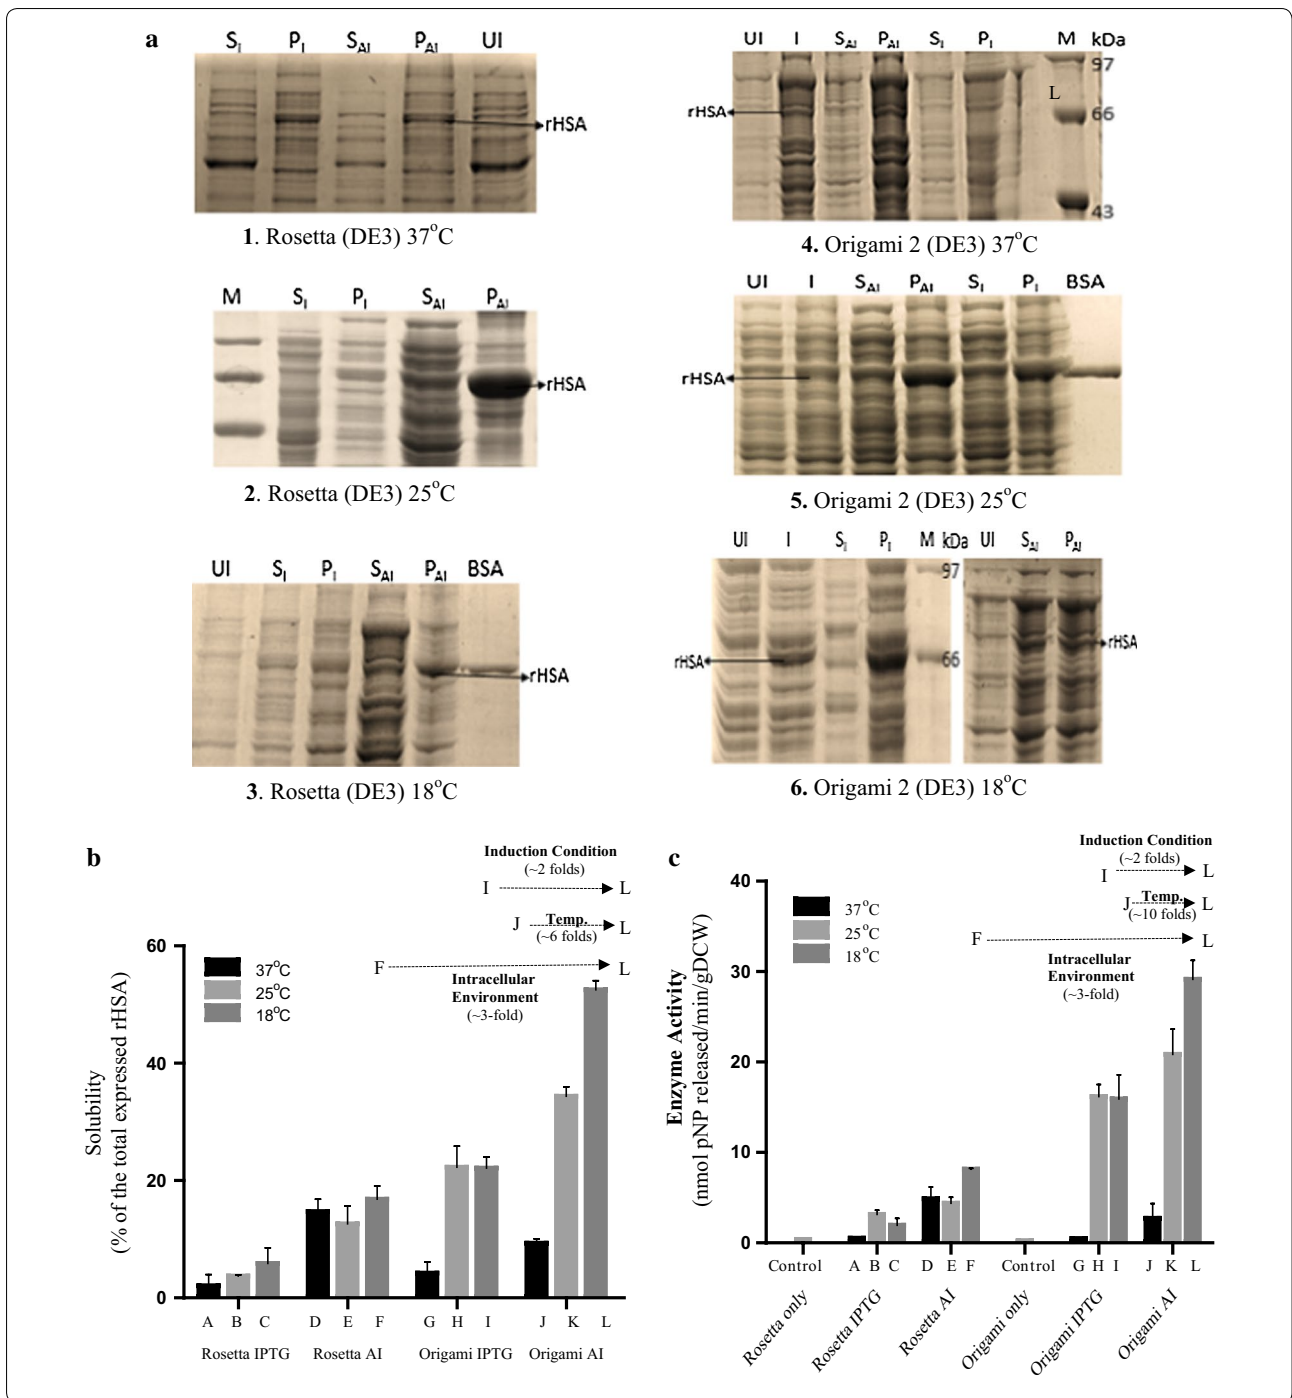 a
S_I P_I S_AI P_AI UI
rHSA
1. Rosetta (DE3) 37°C
M S_I P_I S_AI P_AI
rHSA
2. Rosetta (DE3) 25°C
UI S_I P_I S_AI P_AI BSA
rHSA
3. Rosetta (DE3) 18°C
UI I S_AI P_AI S_I P_I M kDa
97
L
rHSA 66
43
4. Origami 2 (DE3) 37°C
UI I S_AI P_AI S_I P_I BSA
rHSA
5. Origami 2 (DE3) 25°C
UI I S_I P_I M kDa UI S_AI P_AI
97
rHSA
rHSA 66
6. Origami 2 (DE3) 18°C
b
Induction Condition
(~2 folds)
I L
J Temp. L
(~6 folds)
F L
Intracellular
Environment
(~3-fold)
37°C
25°C
18°C
Solubility
(% of the total expressed rHSA)
60
40
20
0
A B C D E F G H I J K L
Rosetta IPTG Rosetta AI Origami IPTG Origami AI
c
Induction Condition
(~2 folds)
I L
J Temp. L
(~10 folds)
F L
Intracellular
Environment
(~3-fold)
37°C
25°C
18°C
Enzyme Activity
(nmol pNP released/min/gDCW)
40
30
20
10
0
Control A B C D E F Control G H I J K L
Rosetta only Rosetta IPTG Rosetta AI Origami only Origami IPTG Origami AI